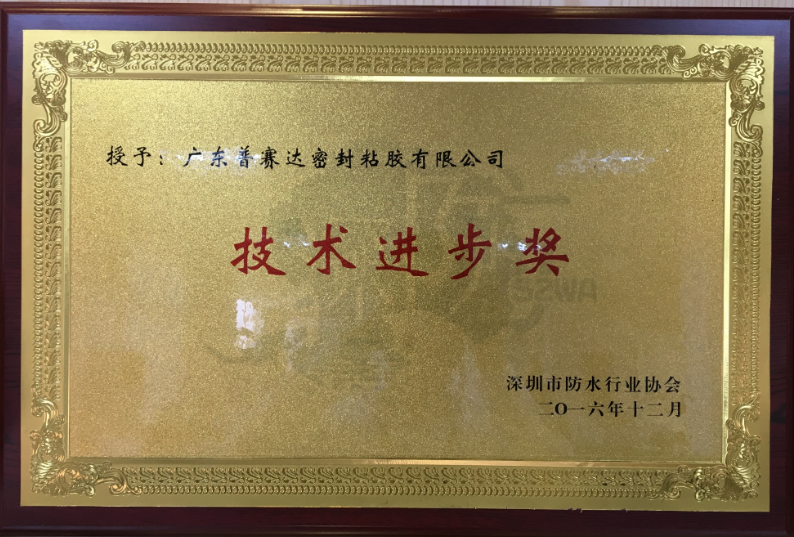 授予：广东普赛达密封粘胶有限公司
技术进步奖
深圳市防水行业协会
二〇一六年十二月